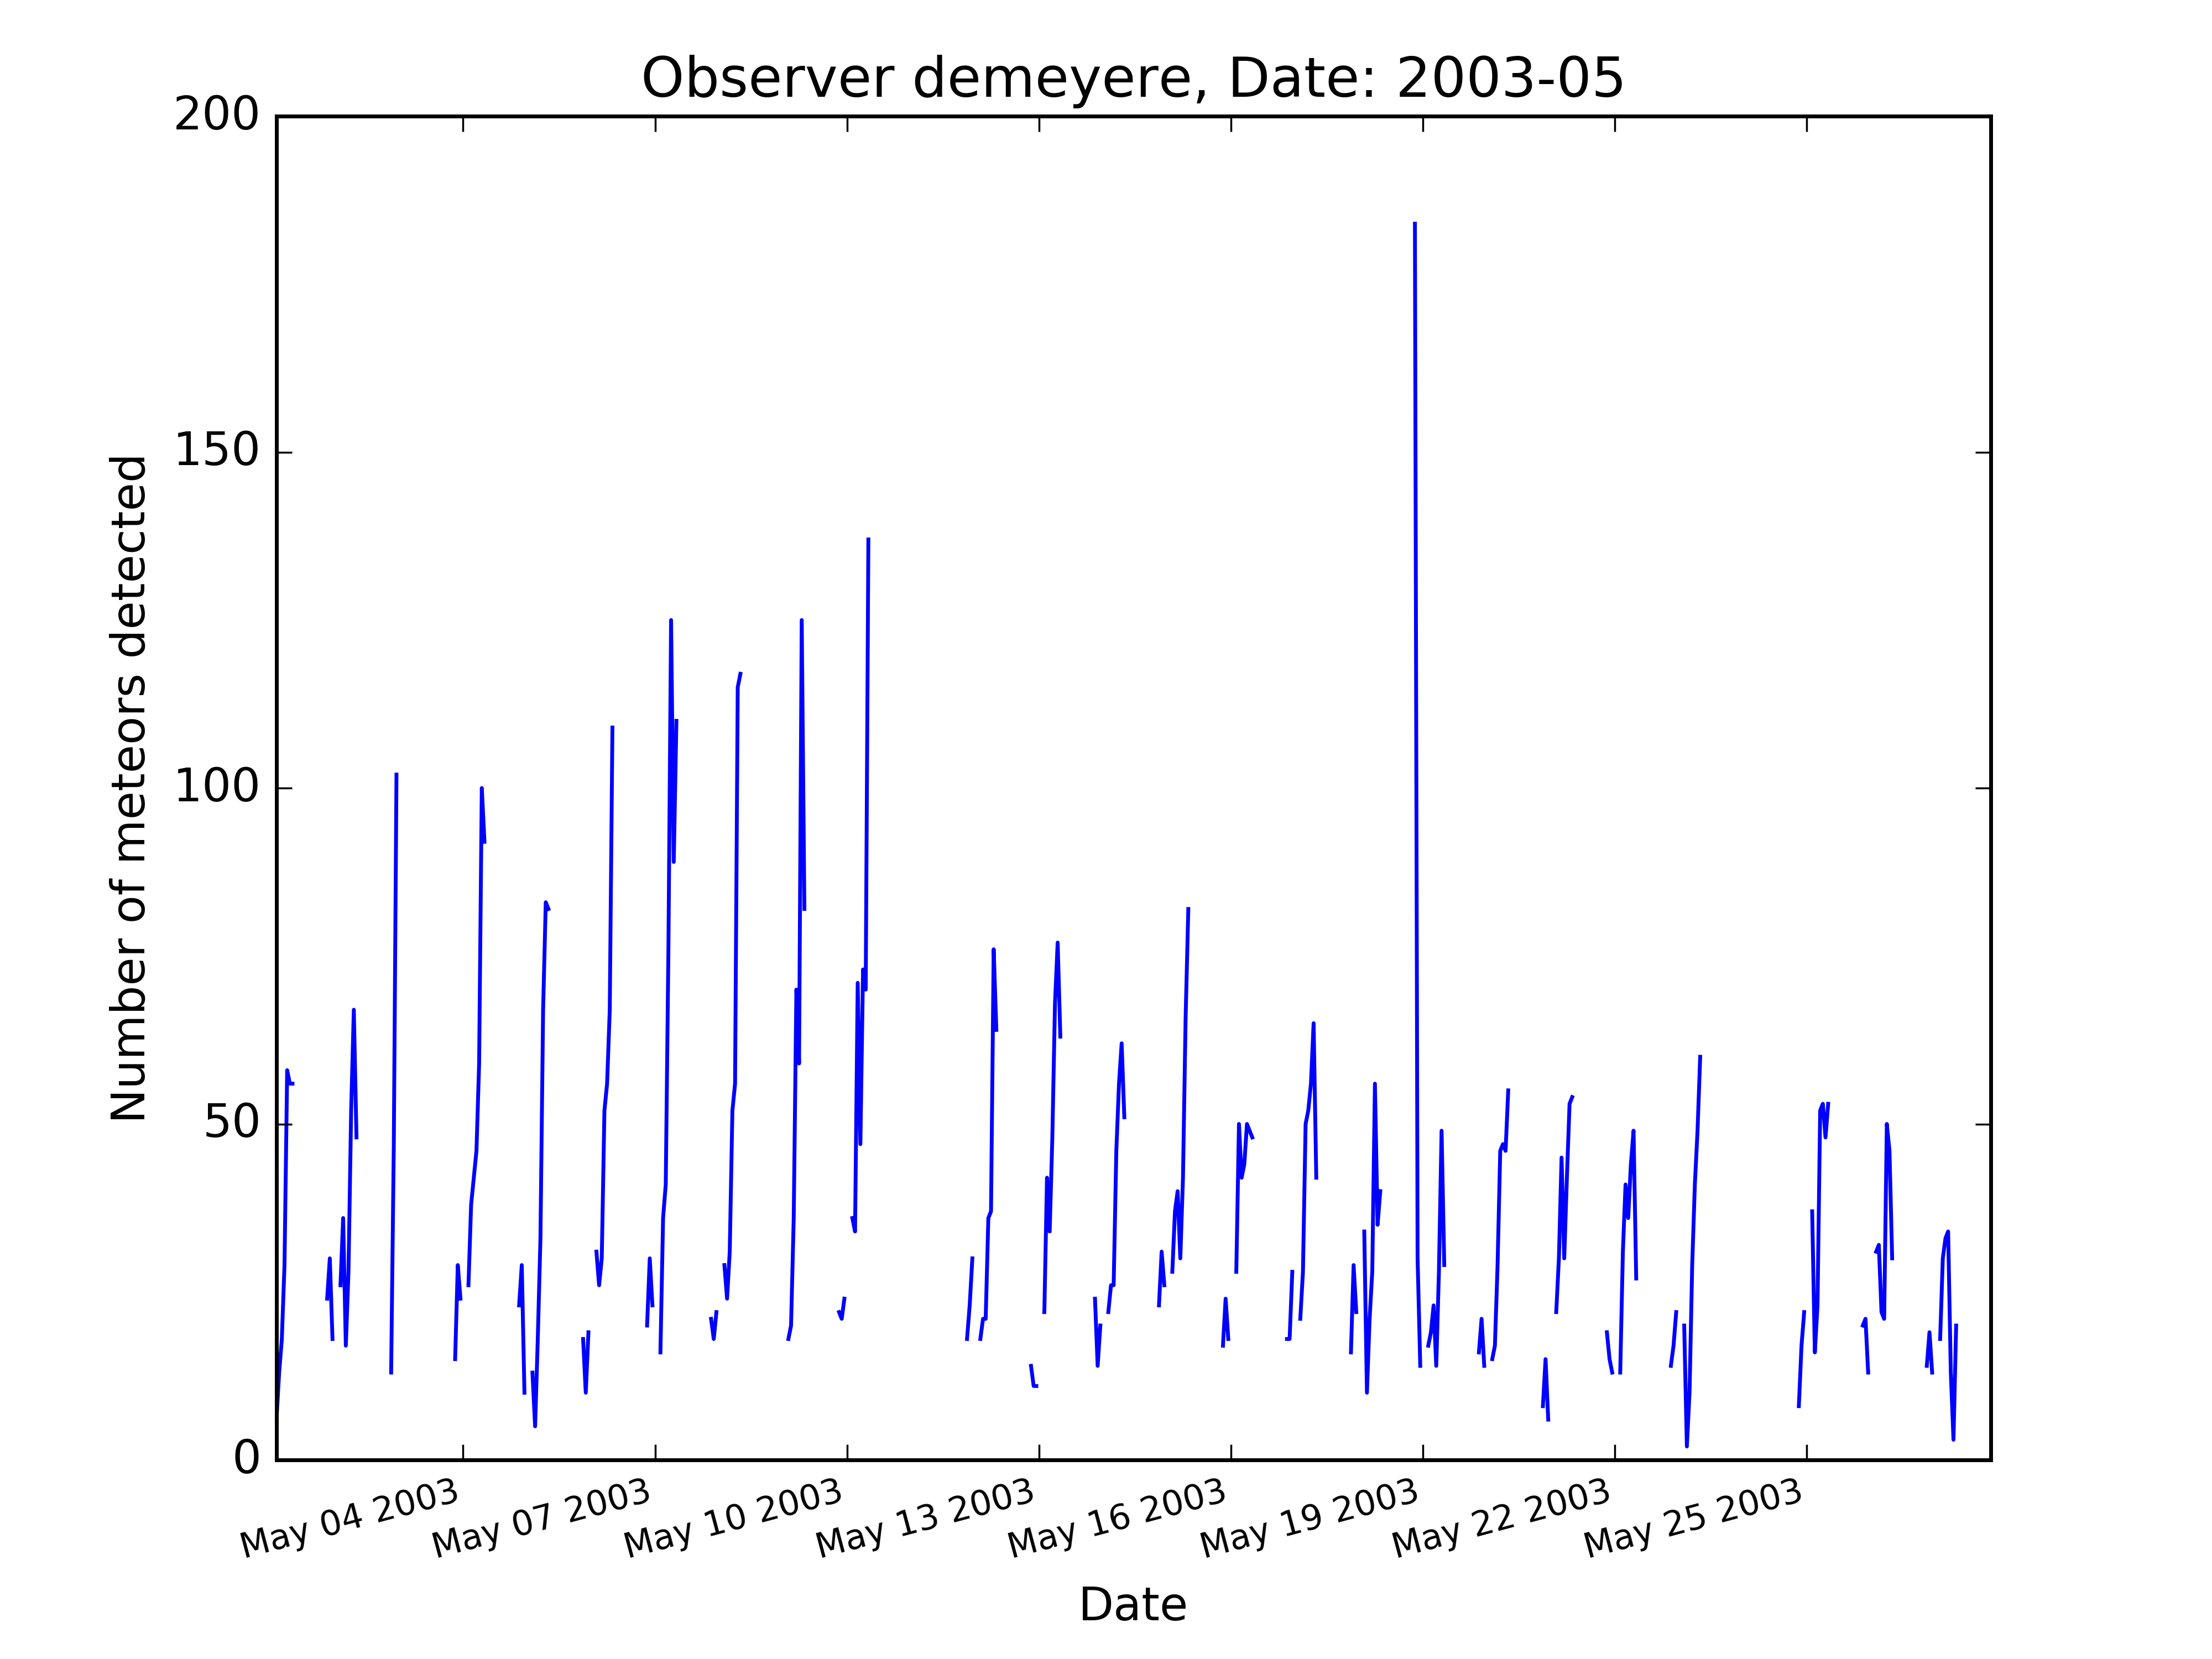 Observer demeyere, Date: 2003-05
200
150
100
50
0
Number of meteors detected
May 04 2003
May 07 2003
May 10 2003
May 13 2003
May 16 2003
May 19 2003
May 22 2003
May 25 2003
Date